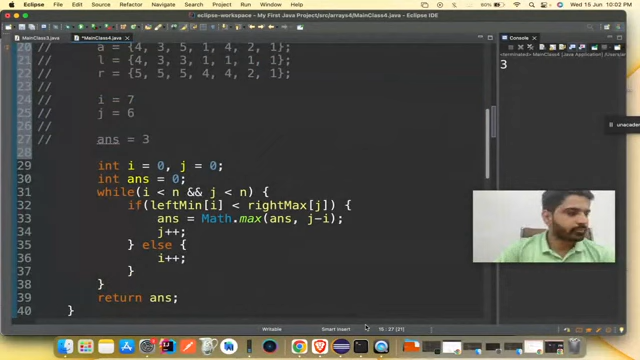 Eclipse File Edit Source Refactor Navigate Search Project Run Window Help
Wed 15 Jun 10:02 PM
eclipse-workspace - My First Java Project/src/arrays4/MainClass4.java - Eclipse IDE
MainClass3.java *MainClass4.java
Console
20 // a = {4, 3, 5, 1, 4, 2, 1};
21 // l = {4, 3, 3, 1, 1, 1, 1};
22 // r = {5, 5, 5, 4, 4, 2, 1};
3
23 //
24 // i = 7
25 // j = 6
26 //
27 // ans = 3
28
29 int i = 0, j = 0;
30 int ans = 0;
31 while(i < n && j < n) {
32 if(leftMin[i] < rightMax[j]) {
33 ans = Math.max(ans, j-i);
34 j++;
35 } else {
36 i++;
37 }
38 }
39 return ans;
40 }
Writable Smart Insert 15 : 27 [21]